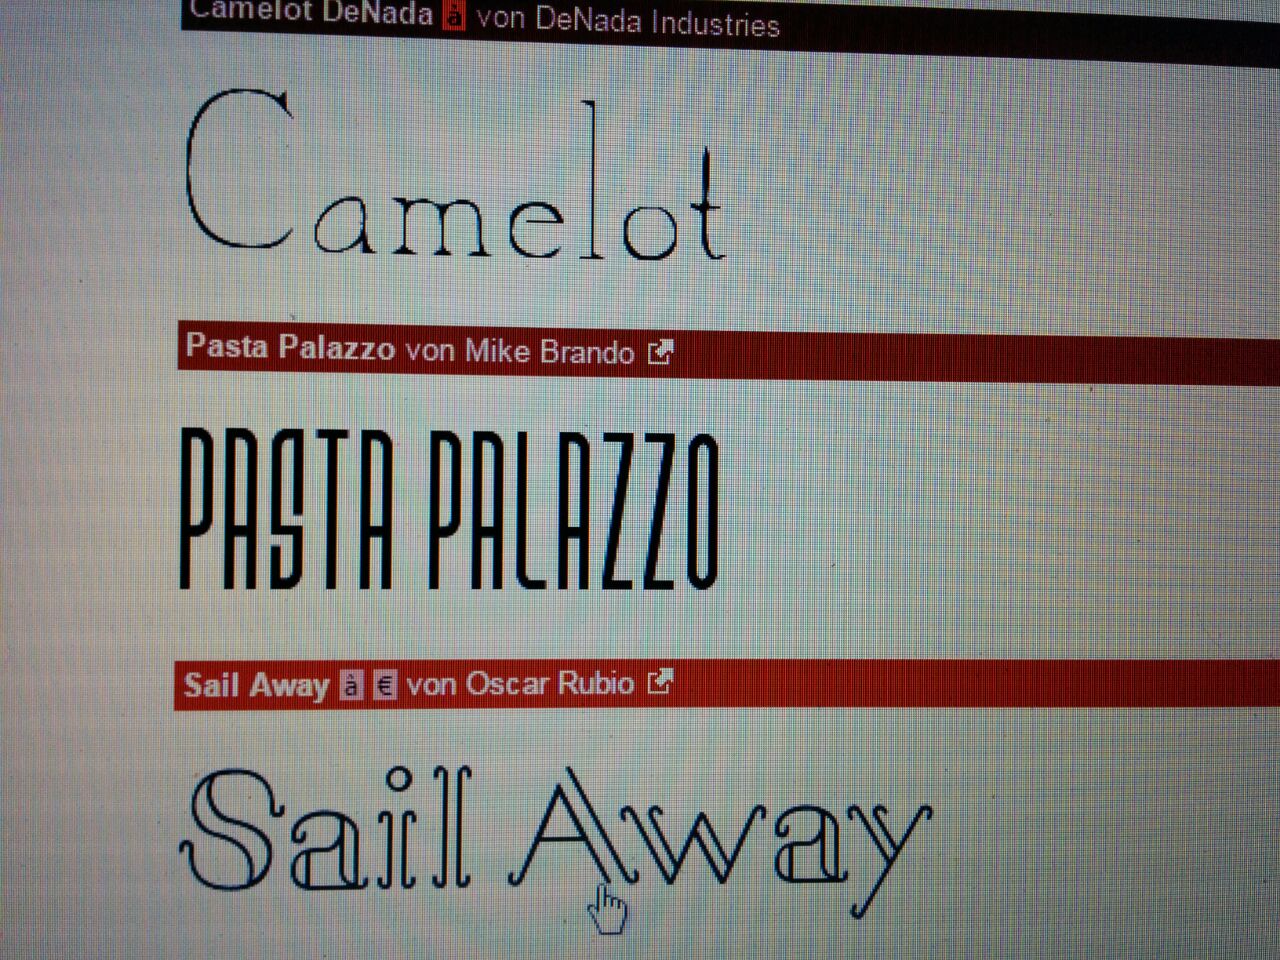 Camelot DeNada à von DeNada Industries
Camelot
Pasta Palazzo von Mike Brando
PASTA PALAZZO
Sail Away à € von Oscar Rubio
Sail Away